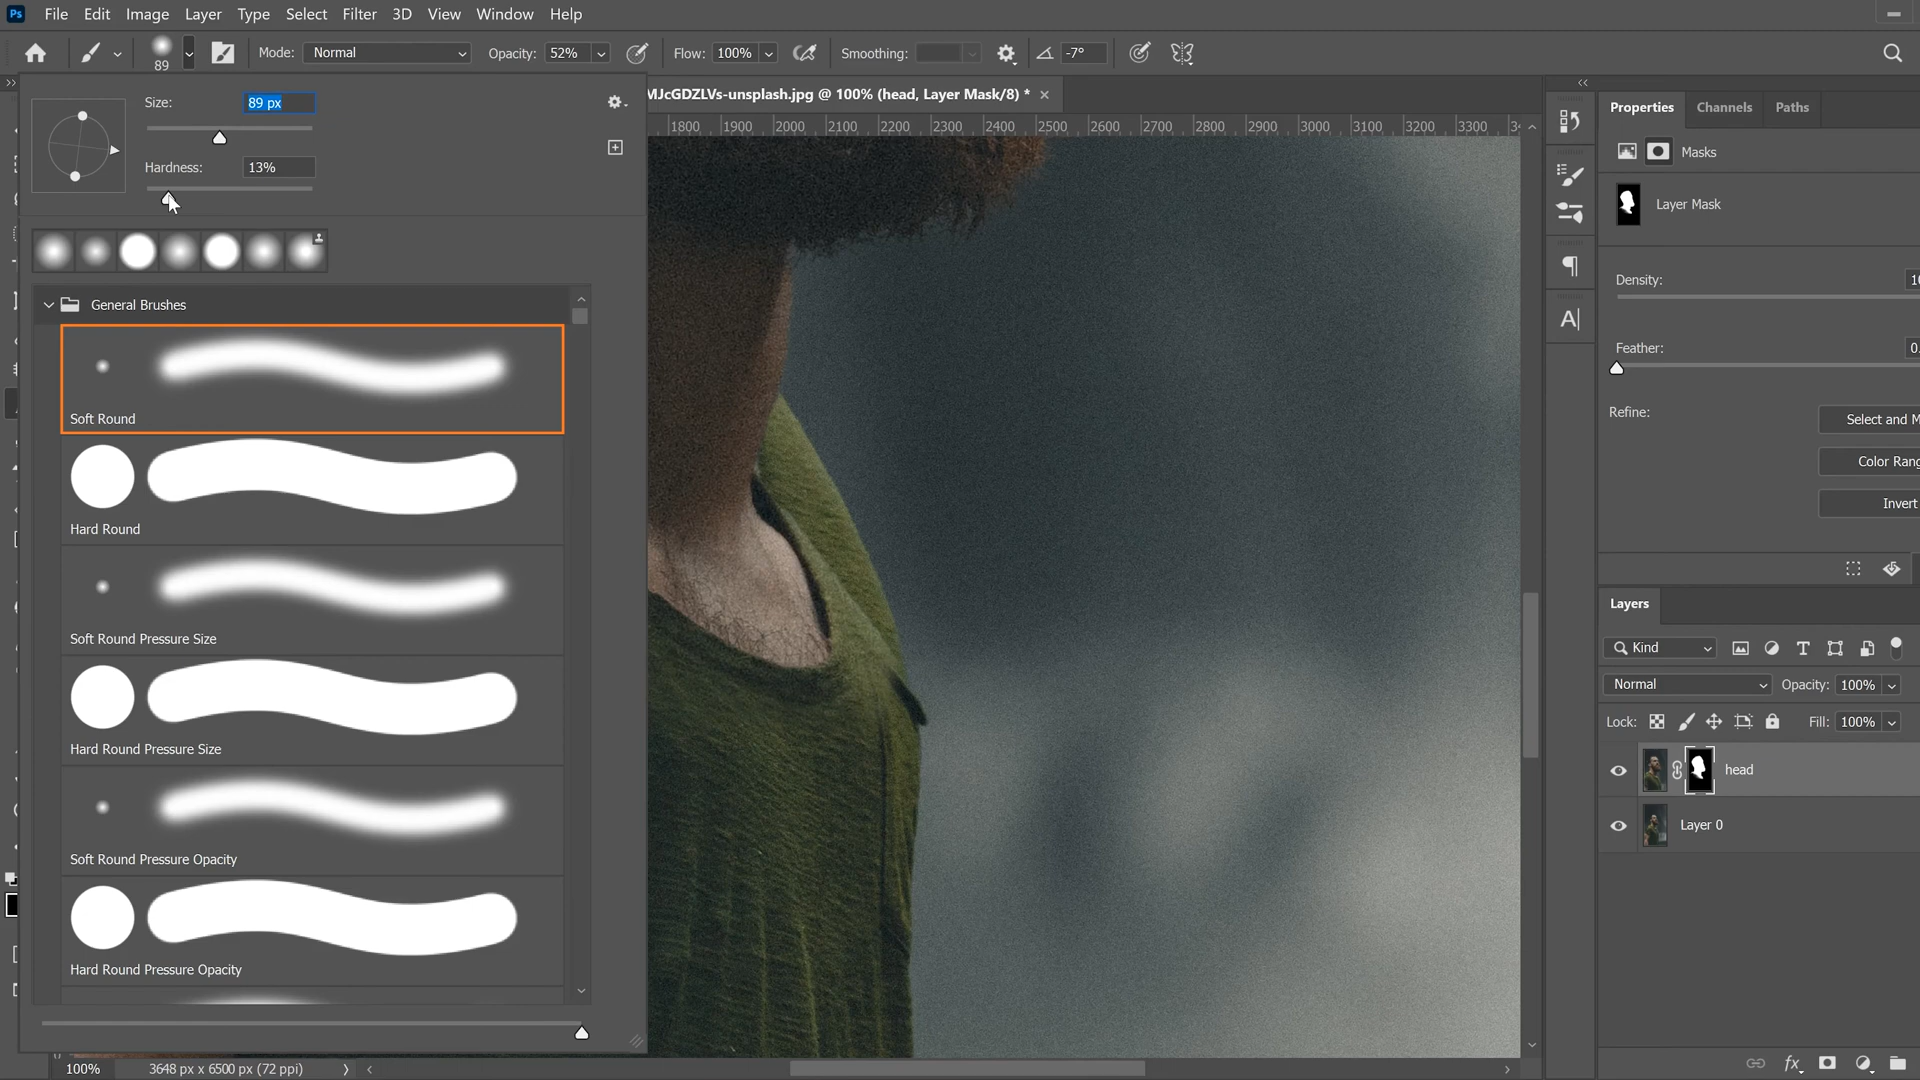 Ps File Edit Image Layer Type Select Filter 3D View Window Help
89 Mode: Normal Opacity: 52% Flow: 100% Smoothing: -7°
MJcGDZLVs-unsplash.jpg @ 100% (head, Layer Mask/8) * ×
Size: 89 px
Hardness: 13%
General Brushes
Soft Round
Hard Round
Soft Round Pressure Size
Hard Round Pressure Size
Soft Round Pressure Opacity
Hard Round Pressure Opacity
1800 1900 2000 2100 2200 2300 2400 2500 2600 2700 2800 2900 3000 3100 3200 3300 34
100% 3648 px x 6500 px (72 ppi)
Properties Channels Paths
Masks
Layer Mask
Density: 10
Feather: 0.
Refine: Select and M
Color Rang
Invert
Layers
Kind
Normal Opacity: 100%
Lock: Fill: 100%
head
Layer 0
fx